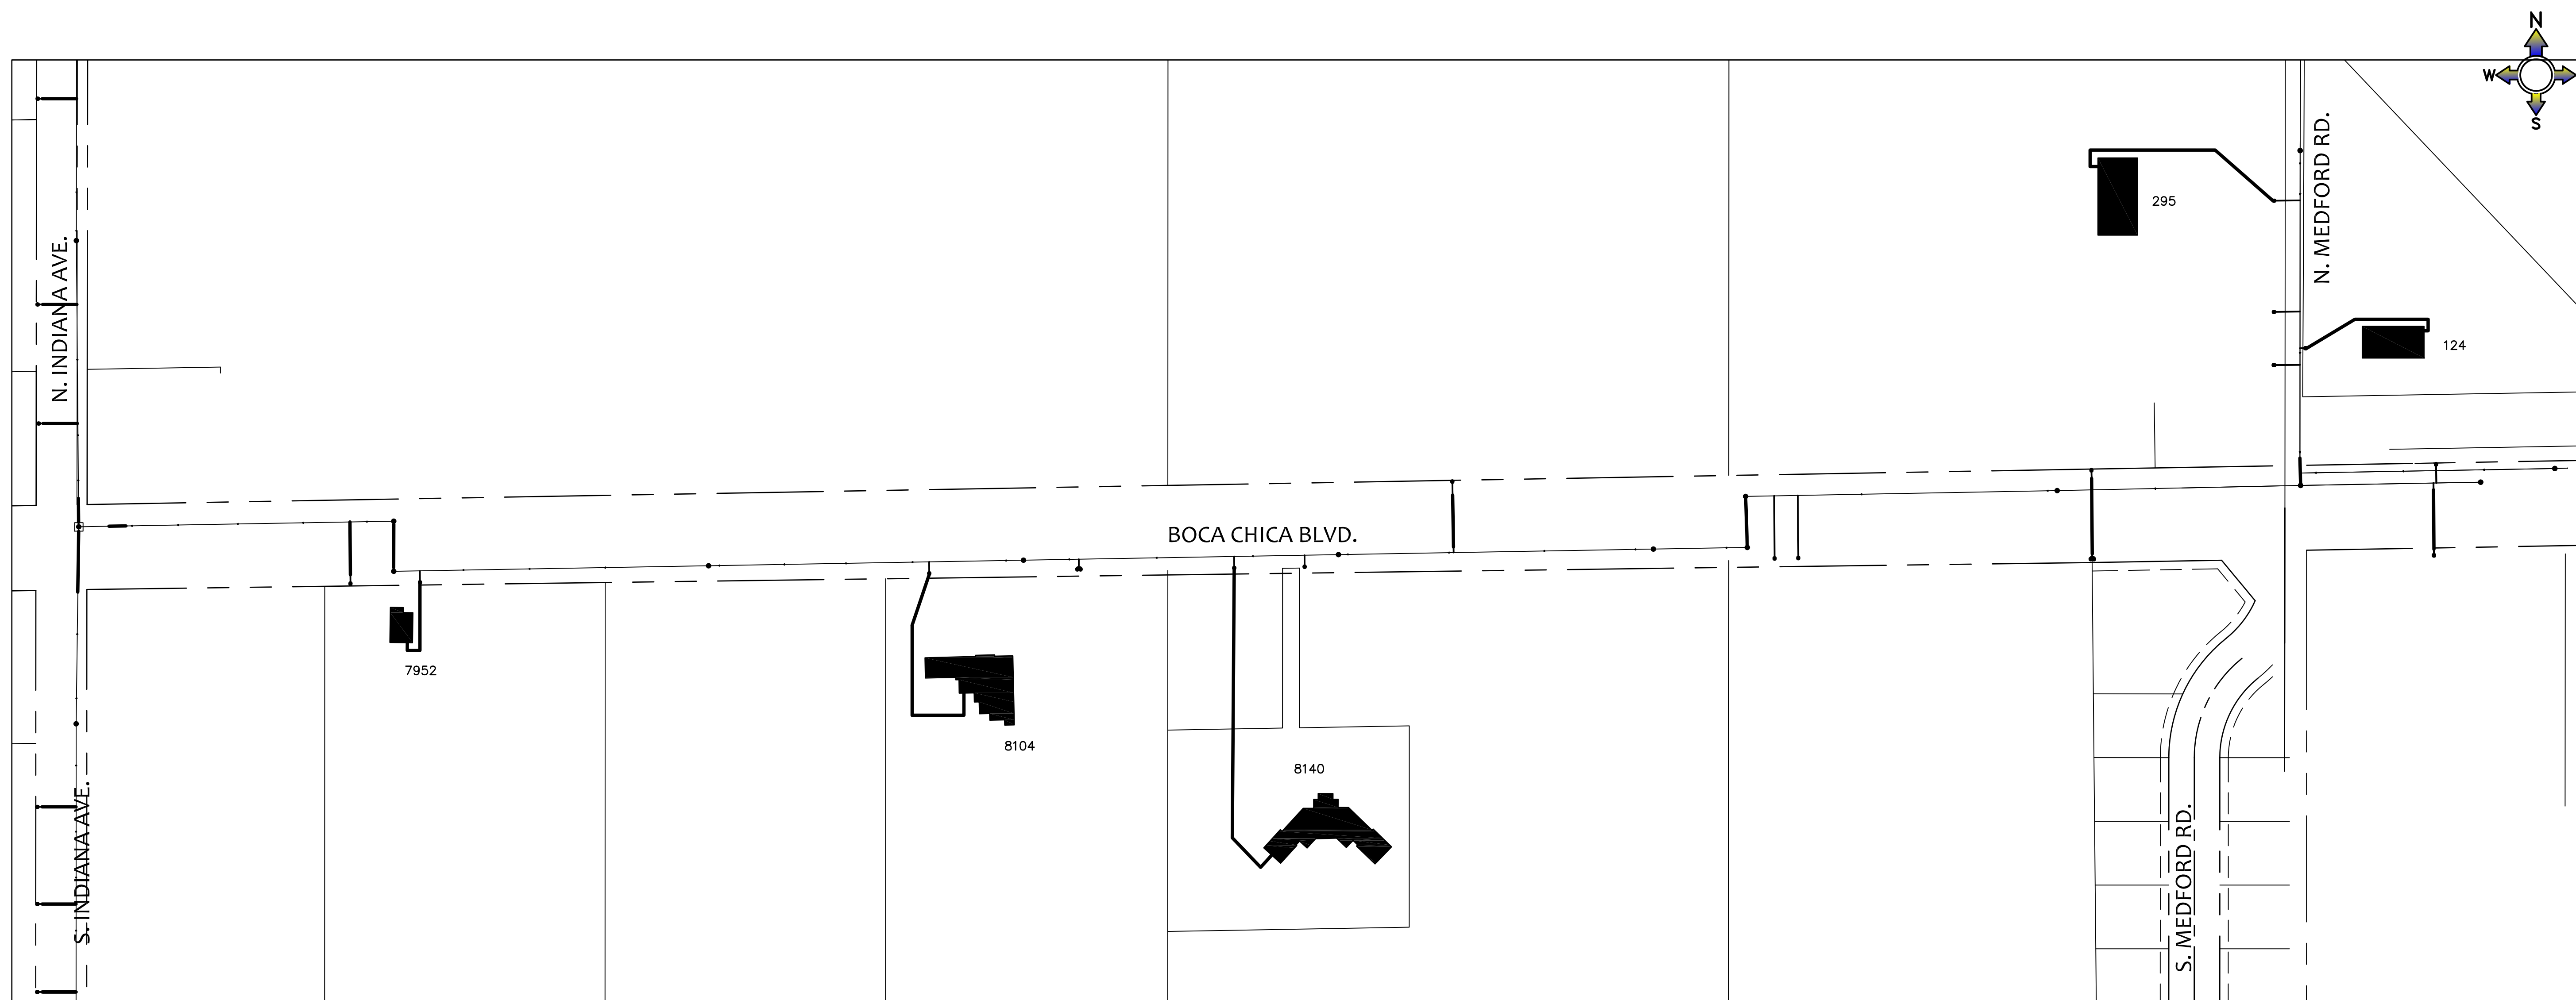 N
W
S
N. MEDFORD RD.
295
N. INDIANA AVE.
124
BOCA CHICA BLVD.
7952
8104
8140
S. INDIANA AVE.
S. MEDFORD RD.